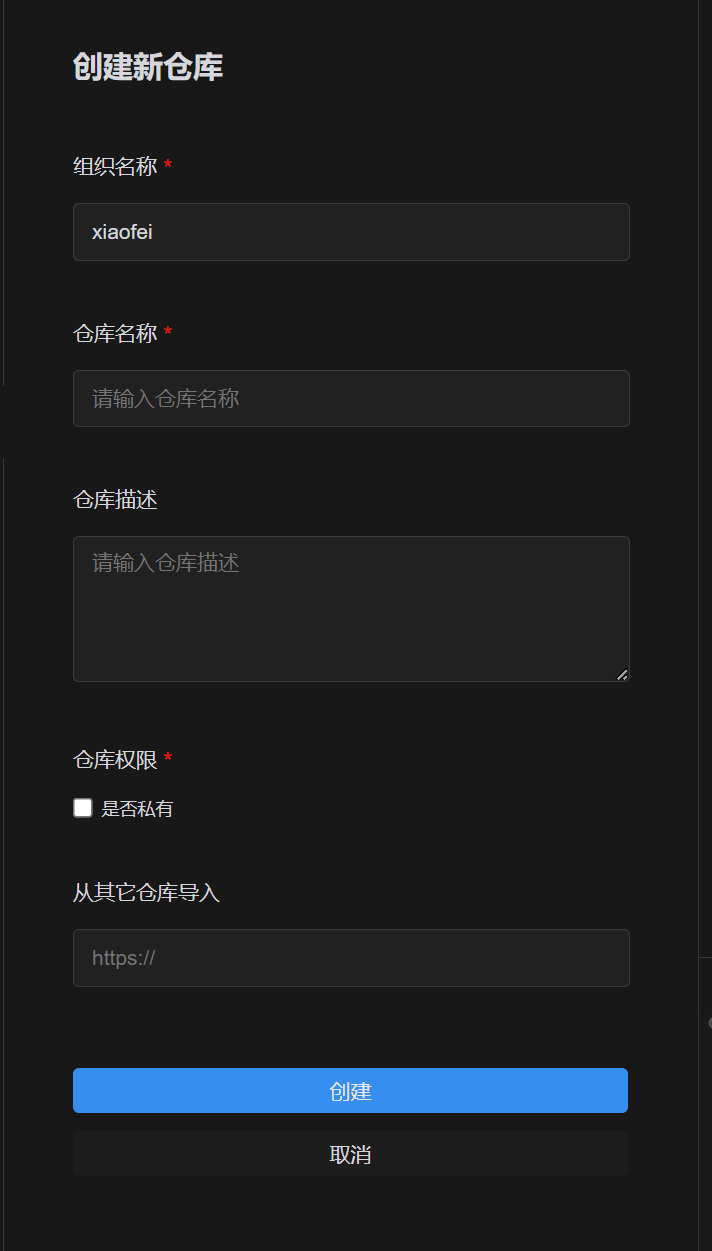 创建新仓库
组织名称 *
xiaofei
仓库名称 *
请输入仓库名称
仓库描述
请输入仓库描述
仓库权限 *
是否私有
从其它仓库导入
https://
创建
取消